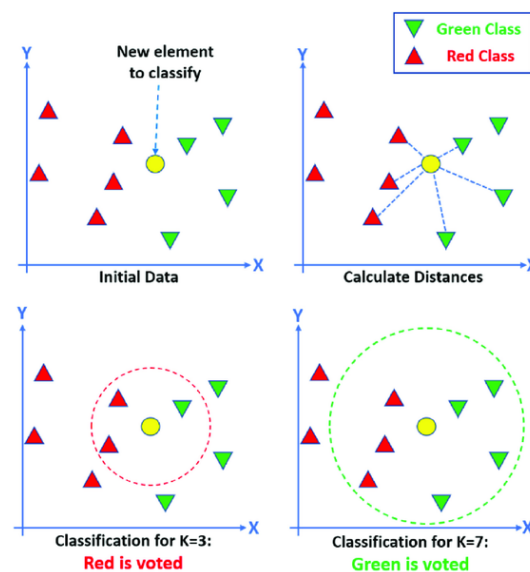 Green Class
Red Class
Y
New element
to classify
X
Initial Data
Y
X
Calculate Distances
Y
X
Classification for K=3:
Red is voted
Y
X
Classification for K=7:
Green is voted